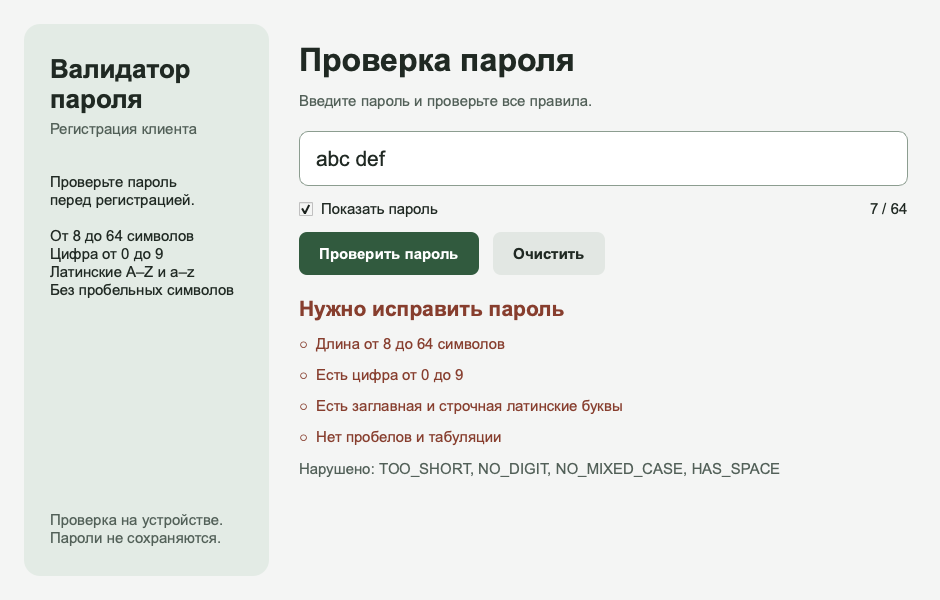 Валидатор
пароля
Регистрация клиента
Проверьте пароль
перед регистрацией.
От 8 до 64 символов
Цифра от 0 до 9
Латинские A–Z и a–z
Без пробельных символов
Проверка на устройстве.
Пароли не сохраняются.
Проверка пароля
Введите пароль и проверьте все правила.
abc def
Показать пароль
7 / 64
Проверить пароль
Очистить
Нужно исправить пароль
Длина от 8 до 64 символов
Есть цифра от 0 до 9
Есть заглавная и строчная латинские буквы
Нет пробелов и табуляции
Нарушено: TOO_SHORT, NO_DIGIT, NO_MIXED_CASE, HAS_SPACE